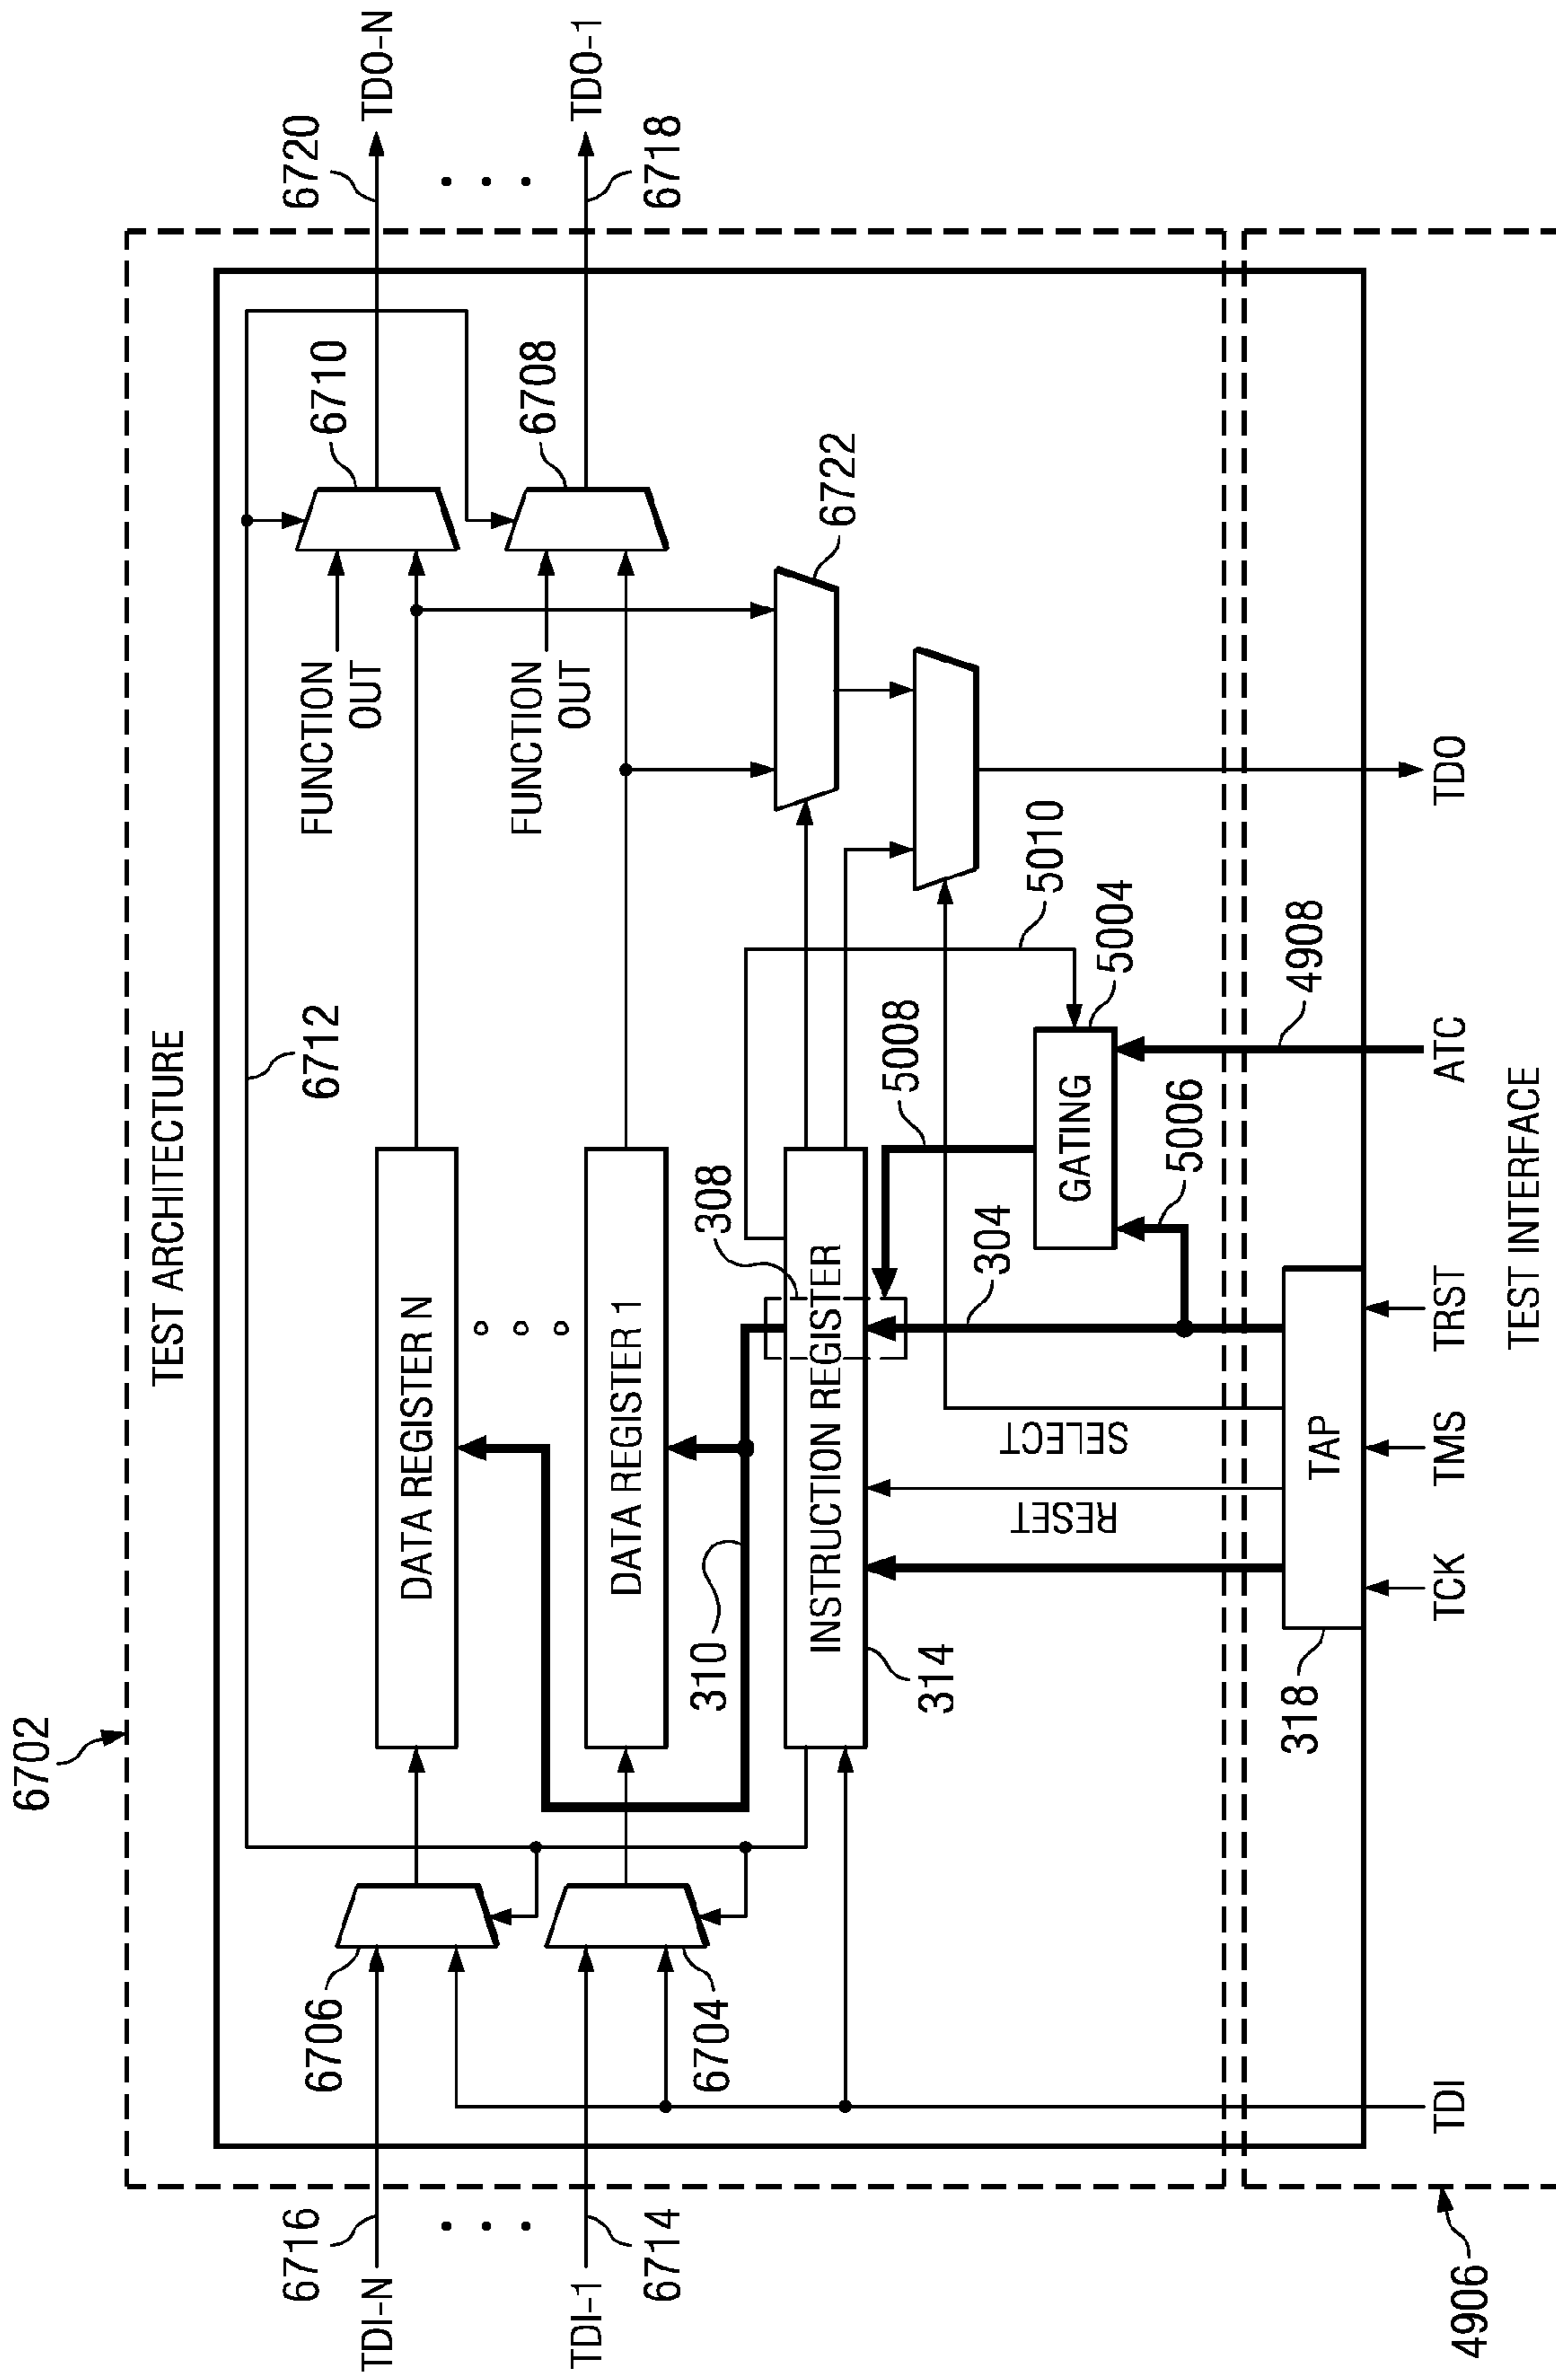 6702
TEST ARCHITECTURE
6712
6716
TDI-N
6706
DATA REGISTER N
FUNCTION
OUT
6710
6720
TDO-N
6714
TDI-1
6704
DATA REGISTER 1
FUNCTION
OUT
6708
6718
TDO-1
310
308
6722
INSTRUCTION REGISTER
314
5008
5010
RESET
SELECT
304
GATING
5004
5006
4908
318
TAP
TDI
TCK
TMS
TRST
ATC
TDO
4906
TEST INTERFACE